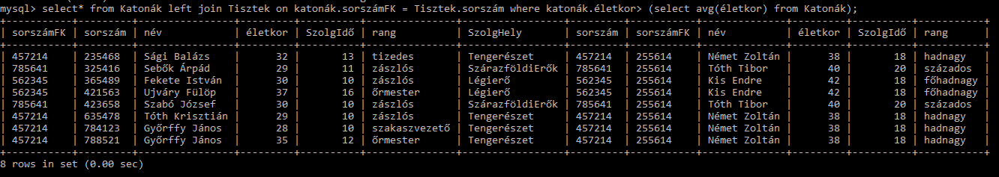 mysql> select* from Katonák left join Tisztek on katonák.sorszámFK = Tisztek.sorszám where katonák.életkor> (select avg(életkor) from Katonák);
+-----------+---------+-----------------+----------+----------+---------------+------------------+---------+-----------+--------------+----------+----------+-----------+
| sorszámFK | sorszám | név | életkor | SzolgIdő | rang | SzolgHely | sorszám | sorszámFK | név | életkor | SzolgIdő | rang |
+-----------+---------+-----------------+----------+----------+---------------+------------------+---------+-----------+--------------+----------+----------+-----------+
| 457214 | 235468 | Sági Balázs | 32 | 13 | tizedes | Tengerészet | 457214 | 255614 | Német Zoltán | 38 | 18 | hadnagy |
| 785641 | 325416 | Sebők Árpád | 29 | 11 | zászlós | SzárazföldiErők | 785641 | 255614 | Tóth Tibor | 40 | 20 | százados |
| 562345 | 365489 | Fekete István | 30 | 10 | zászlós | Légierő | 562345 | 255614 | Kis Endre | 42 | 18 | főhadnagy |
| 562345 | 421563 | Ujváry Fülöp | 37 | 16 | őrmester | Légierő | 562345 | 255614 | Kis Endre | 42 | 18 | főhadnagy |
| 785641 | 423658 | Szabó József | 30 | 10 | zászlós | SzárazföldiErők | 785641 | 255614 | Tóth Tibor | 40 | 20 | százados |
| 457214 | 635478 | Tóth Krisztián | 29 | 10 | zászlós | Tengerészet | 457214 | 255614 | Német Zoltán | 38 | 18 | hadnagy |
| 457214 | 784123 | Győrffy János | 28 | 10 | szakaszvezető | Tengerészet | 457214 | 255614 | Német Zoltán | 38 | 18 | hadnagy |
| 457214 | 788521 | Győrffy János | 35 | 12 | őrmester | Tengerészet | 457214 | 255614 | Német Zoltán | 38 | 18 | hadnagy |
+-----------+---------+-----------------+----------+----------+---------------+------------------+---------+-----------+--------------+----------+----------+-----------+
8 rows in set (0.00 sec)